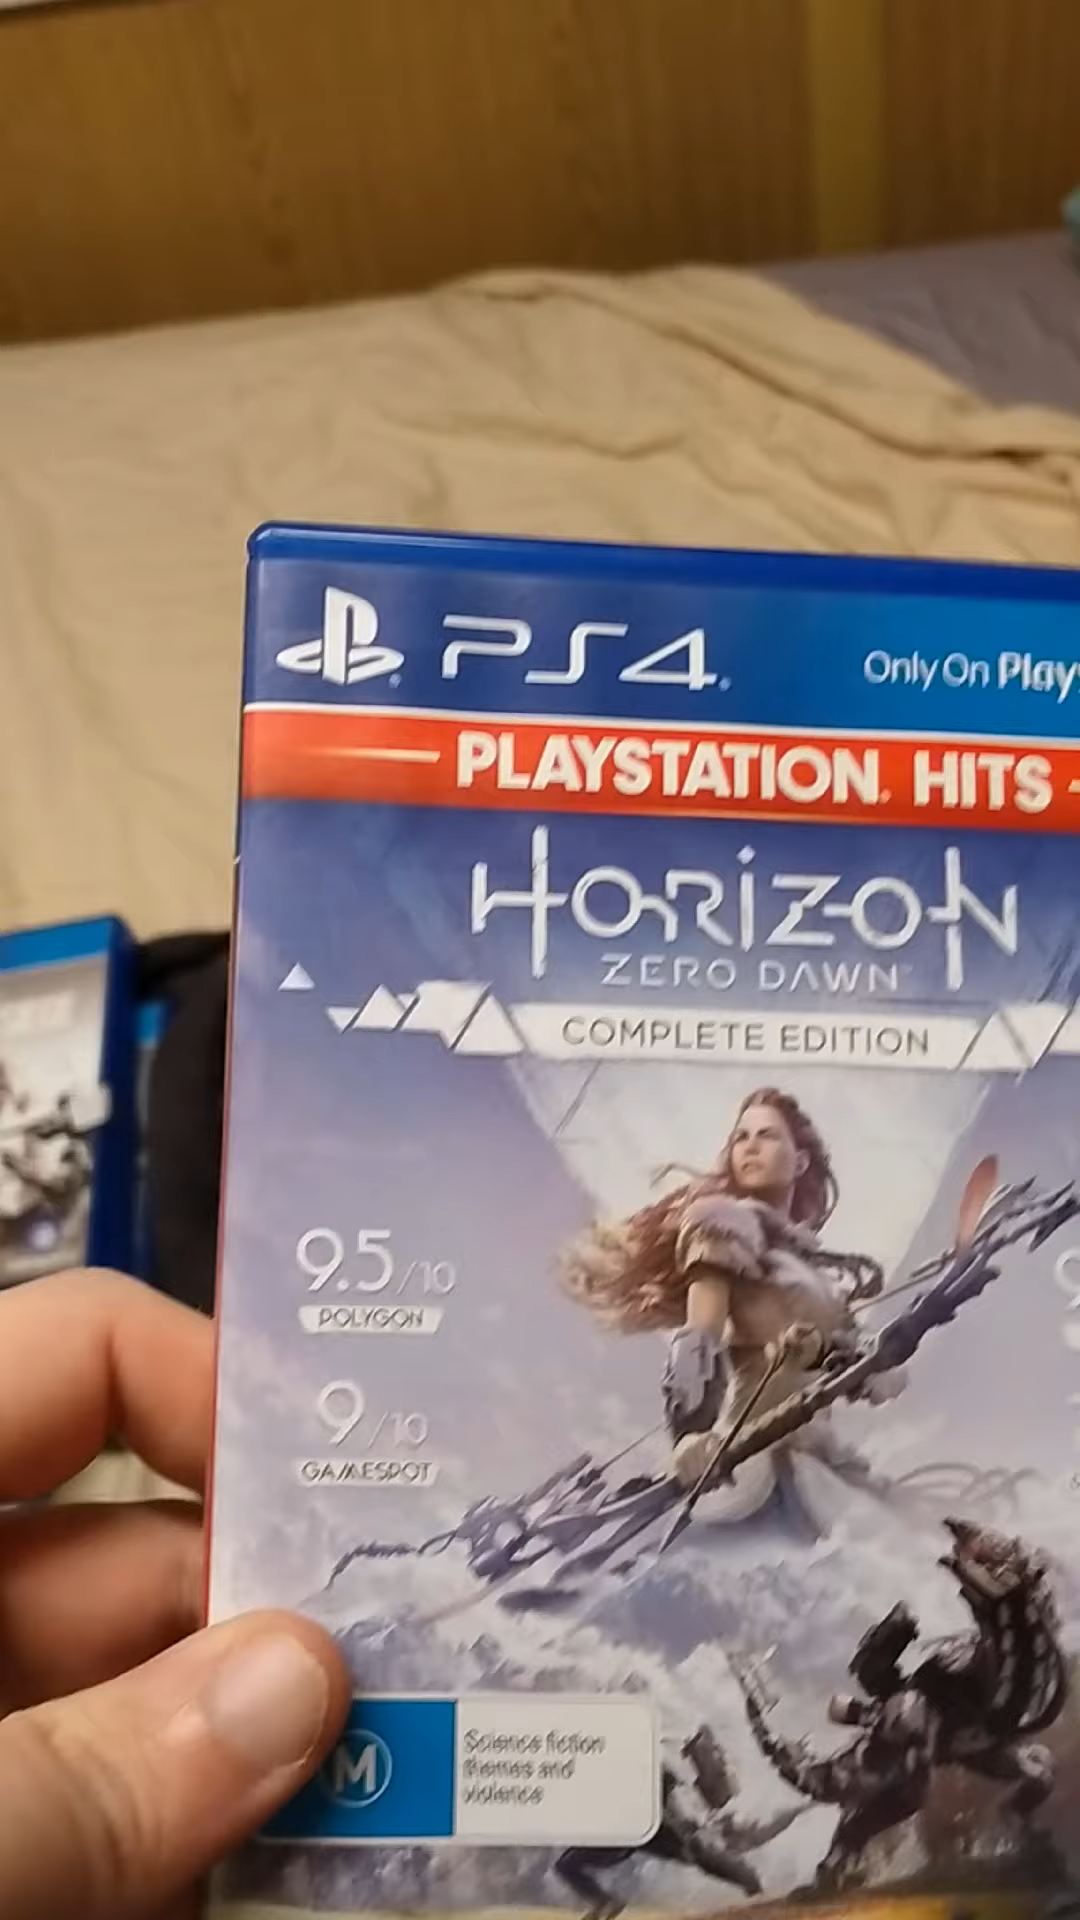 PS4
Only On Play
PLAYSTATION HITS
HORIZON
ZERO DAWN
COMPLETE EDITION
9.5/10
POLYGON
9/10
GAMESPOT
M
Science fiction
themes and
violence